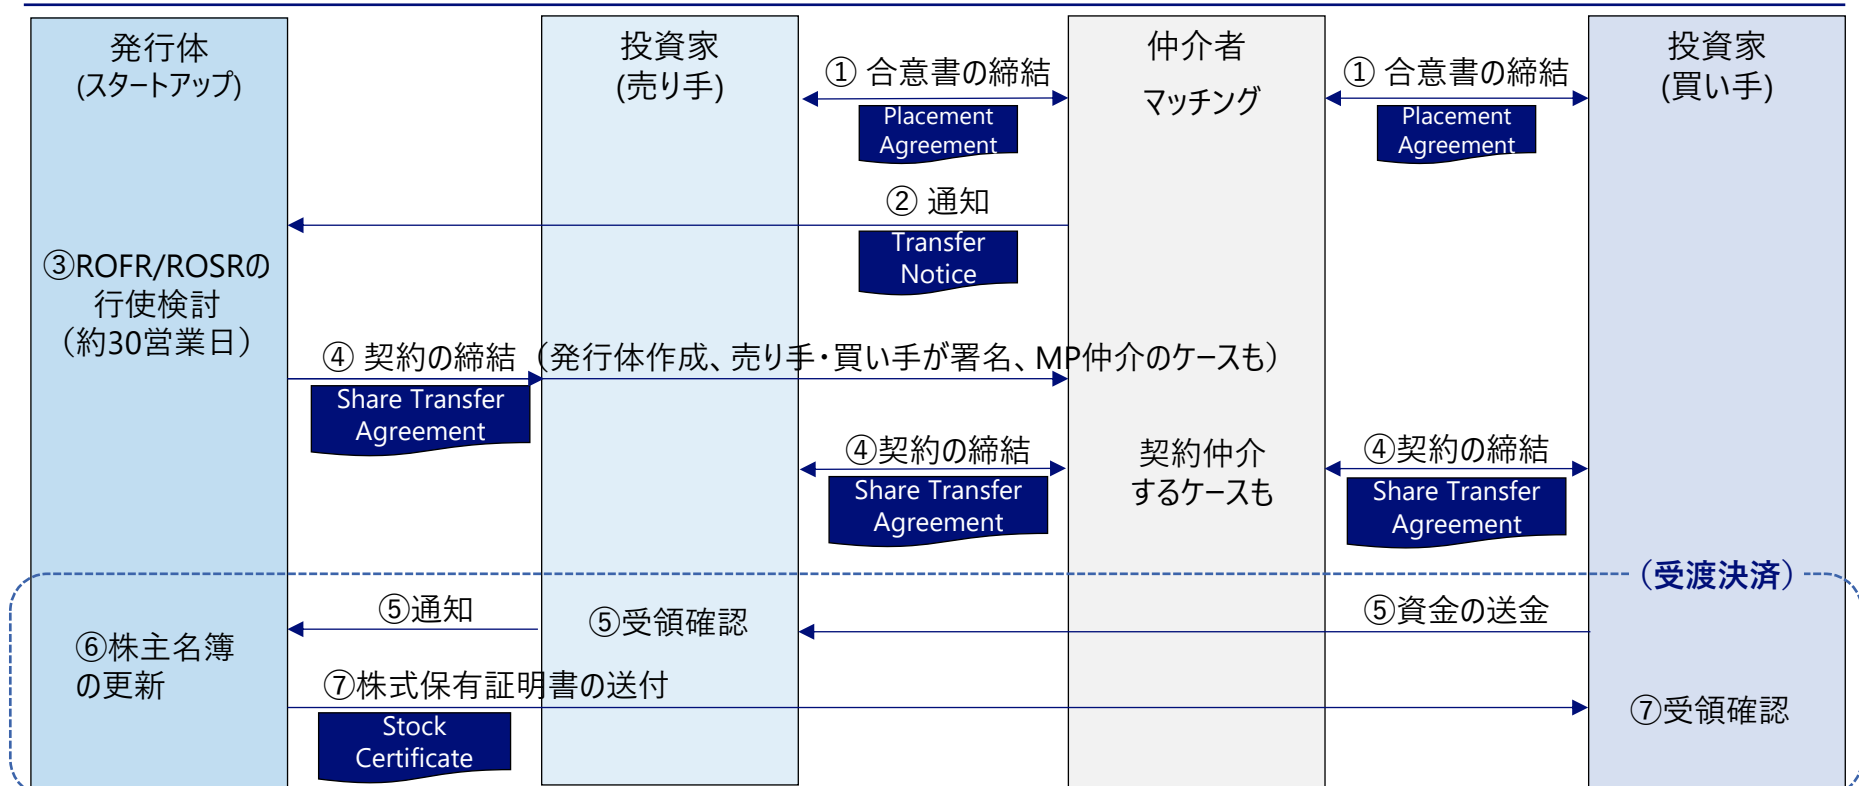 発行体
(スタートアップ)
投資家
(売り手)
① 合意書の締結
Placement
Agreement
仲介者
マッチング
① 合意書の締結
Placement
Agreement
投資家
(買い手)
② 通知
Transfer
Notice
③ROFR/ROSRの
行使検討
（約30営業日）
④ 契約の締結（発行体作成、売り手・買い手が署名、MP仲介のケースも）
Share Transfer
Agreement
④契約の締結
Share Transfer
Agreement
契約仲介
するケースも
④契約の締結
Share Transfer
Agreement
（受渡決済）
⑤通知
⑤受領確認
⑤資金の送金
⑥株主名簿
の更新
⑦株式保有証明書の送付
Stock
Certificate
⑦受領確認